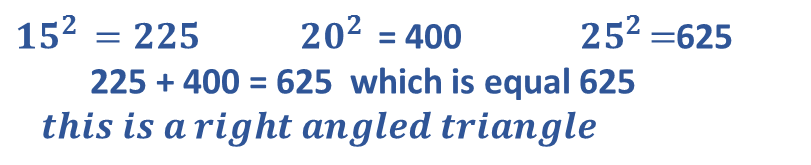 15² = 225 20² = 400 25² =625
225 + 400 = 625 which is equal 625
this is a right angled triangle